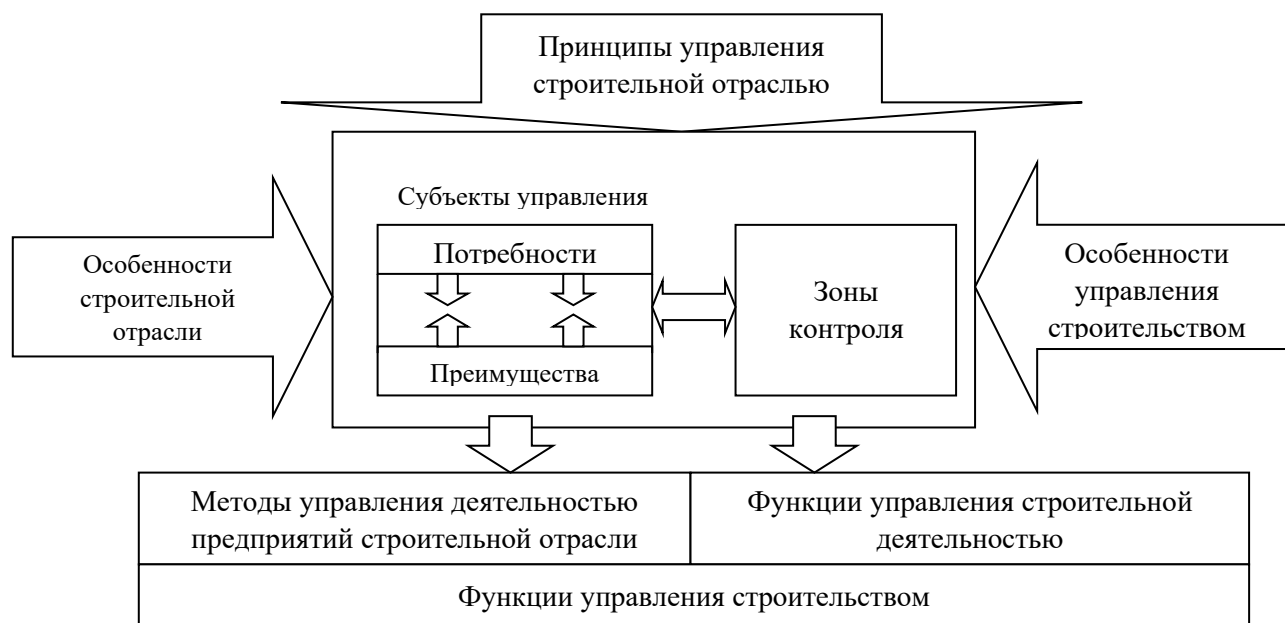 Принципы управления
строительной отраслью
Субъекты управления
Потребности
Преимущества
Зоны
контроля
Особенности
строительной
отрасли
Особенности
управления
строительством
Методы управления деятельностью
предприятий строительной отрасли
Функции управления строительной
деятельностью
Функции управления строительством